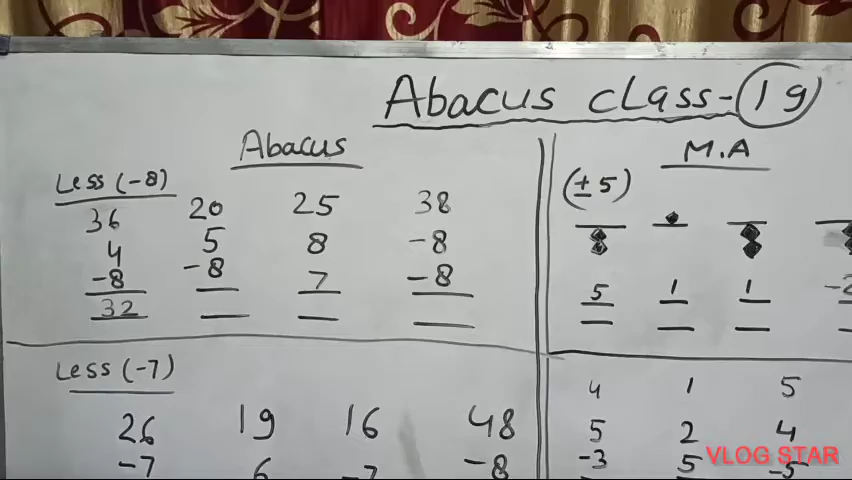 Abacus class-19
Abacus
M.A
Less (-8)
36 20 25 38
4 5 8 -8
-8 -8 7 -8
32
(±5)
5 1 1 -2
Less (-7)
26 19 16 48
-7 6 -7 -8
4 1 5
5 2 4
-3 5 -5
VLOG STAR